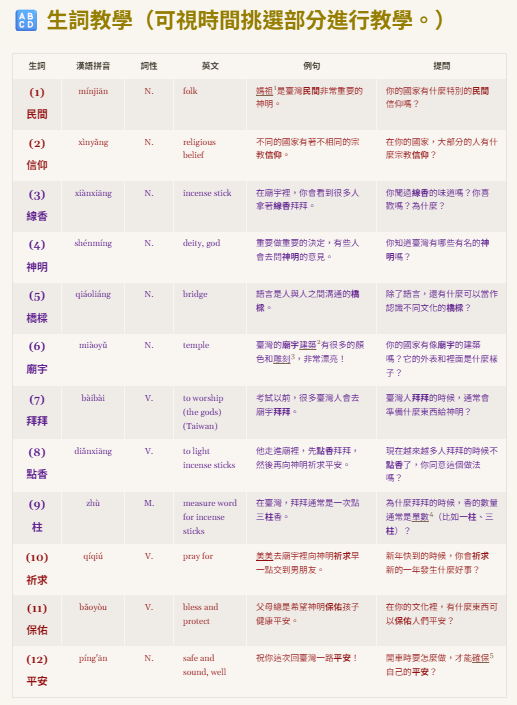 ABCD 生詞教學（可視時間挑選部分進行教學。）
生詞 漢語拼音 詞性 英文 例句 提問
(1) 民間 mínjiān N. folk 媽祖1是臺灣民間非常重要的神明。 你的國家有什麼特別的民間信仰嗎？
(2) 信仰 xìnyǎng N. religious belief 不同的國家有著不相同的宗教信仰。 在你的國家，大部分的人有什麼宗教信仰？
(3) 線香 xiànxiāng N. incense stick 在廟宇裡，你會看到很多人拿著線香拜拜。 你聞過線香的味道嗎？你喜歡嗎？為什麼？
(4) 神明 shénmíng N. deity, god 重要做重要的決定，有些人會去問神明的意見。 你知道臺灣有哪些有名的神明嗎？
(5) 橋樑 qiáoliáng N. bridge 語言是人與人之間溝通的橋樑。 除了語言，還有什麼可以當作認識不同文化的橋樑？
(6) 廟宇 miàoyǔ N. temple 臺灣的廟宇建築2有很多的顏色和雕刻3，非常漂亮！ 你的國家有像廟宇的建築嗎？它的外表和裡面是什麼樣子？
(7) 拜拜 bàibài V. to worship (the gods) (Taiwan) 考試以前，很多臺灣人會去廟宇拜拜。 臺灣人拜拜的時候，通常會準備什麼東西給神明？
(8) 點香 diǎnxiāng V. to light incense sticks 他走進廟裡，先點香拜拜，然後再向神明祈求平安。 現在越來越多人拜拜的時候不點香了，你同意這個做法嗎？
(9) 柱 zhù M. measure word for incense sticks 在臺灣，拜拜通常是一次點三柱香。 為什麼拜拜的時候，香的數量通常是單數4（比如一柱、三柱）？
(10) 祈求 qíqiú V. pray for 美美去廟宇裡向神明祈求早一點交到男朋友。 新年快到的時候，你會祈求新的一年發生什麼好事？
(11) 保佑 bǎoyòu V. bless and protect 父母總是希望神明保佑孩子健康平安。 在你的文化裡，有什麼東西可以保佑人們平安？
(12) 平安 píng'ān N. safe and sound, well 祝你這次回臺灣一路平安！ 開車時要怎麼做，才能確保5自己的平安？